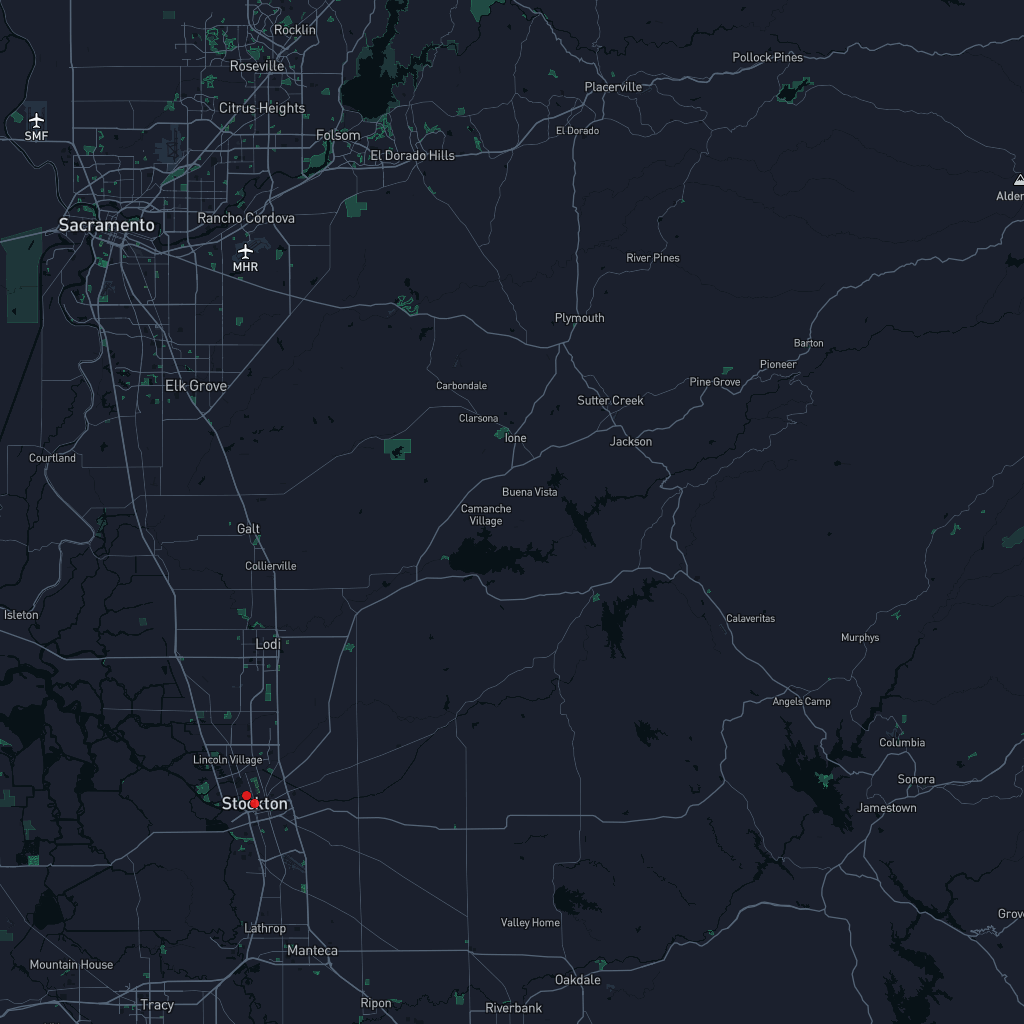 Rocklin
Roseville
Pollock Pines
Placerville
Citrus Heights
SMF
Folsom
El Dorado
El Dorado Hills
Alder
Rancho Cordova
Sacramento
MHR
River Pines
Plymouth
Barton
Pioneer
Pine Grove
Elk Grove
Carbondale
Sutter Creek
Clarsona
Ione
Jackson
Courtland
Buena Vista
Camanche
Village
Galt
Collierville
Isleton
Calaveritas
Murphys
Lodi
Angels Camp
Columbia
Lincoln Village
Sonora
Stockton
Jamestown
Grove
Valley Home
Lathrop
Manteca
Mountain House
Oakdale
Tracy
Ripon
Riverbank